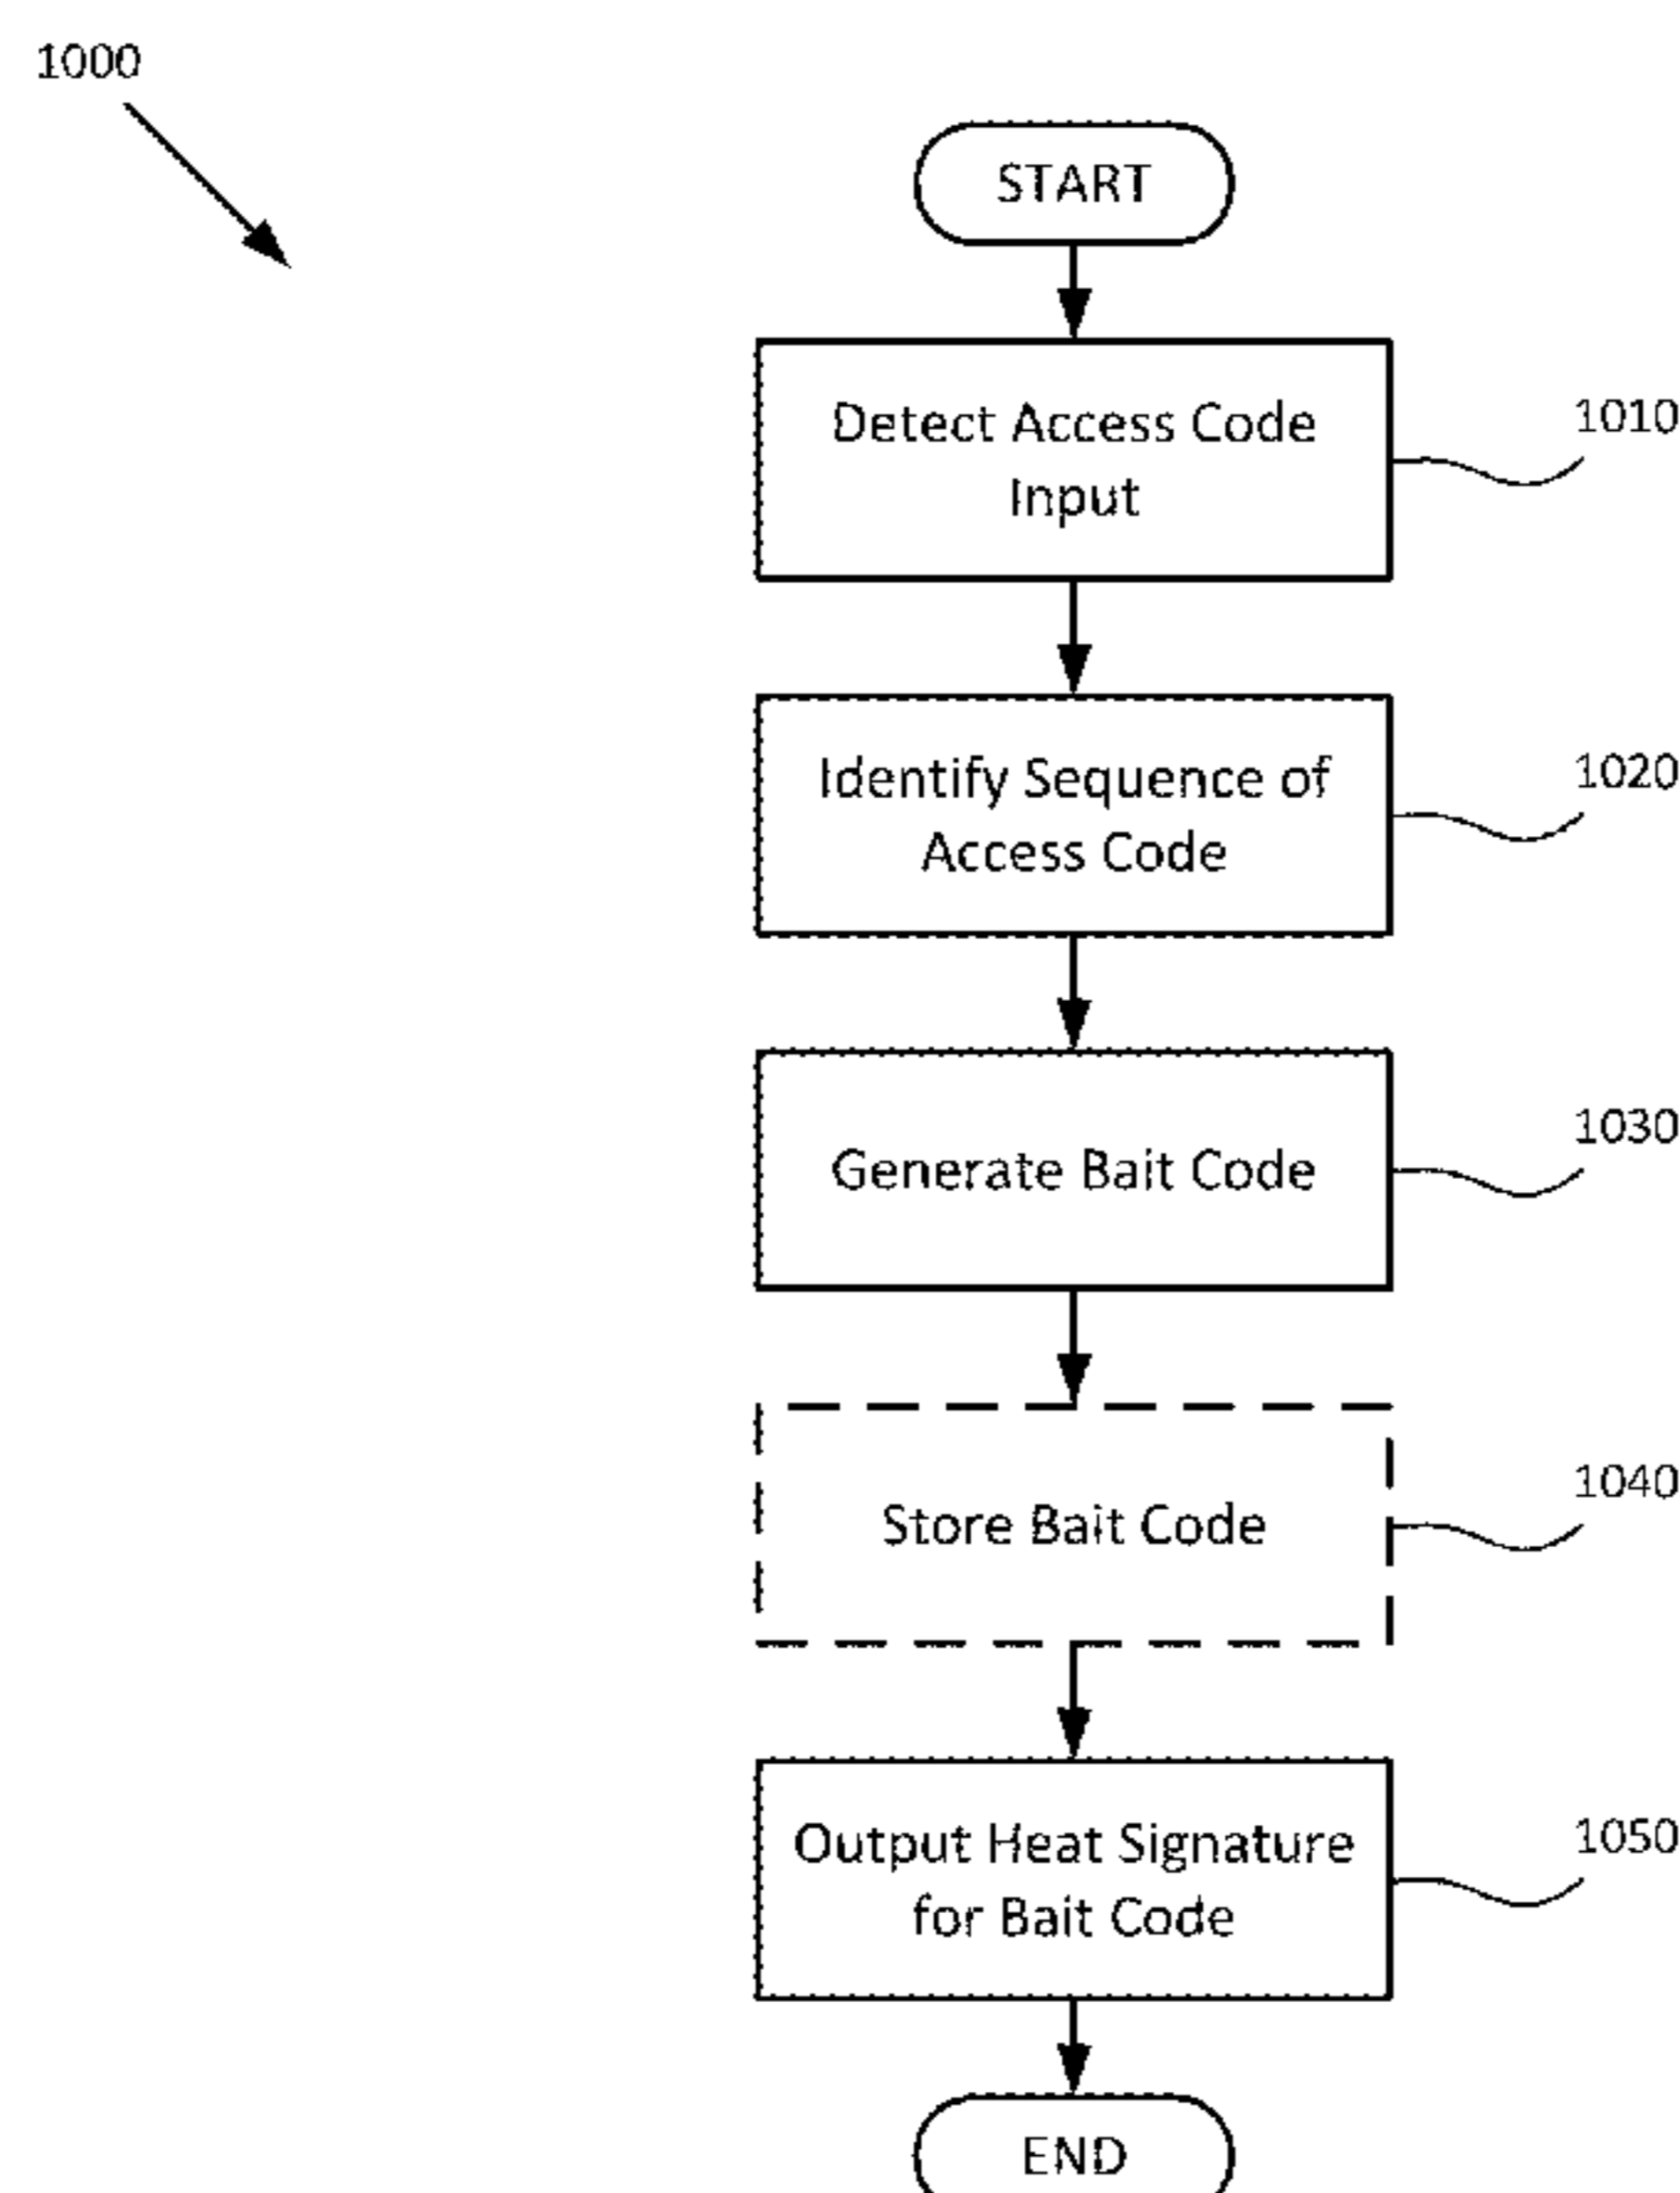 1000
START
Detect Access Code
Input
1010
Identify Sequence of
Access Code
1020
Generate Bait Code
1030
Store Bait Code
1040
Output Heat Signature
for Bait Code
1050
END